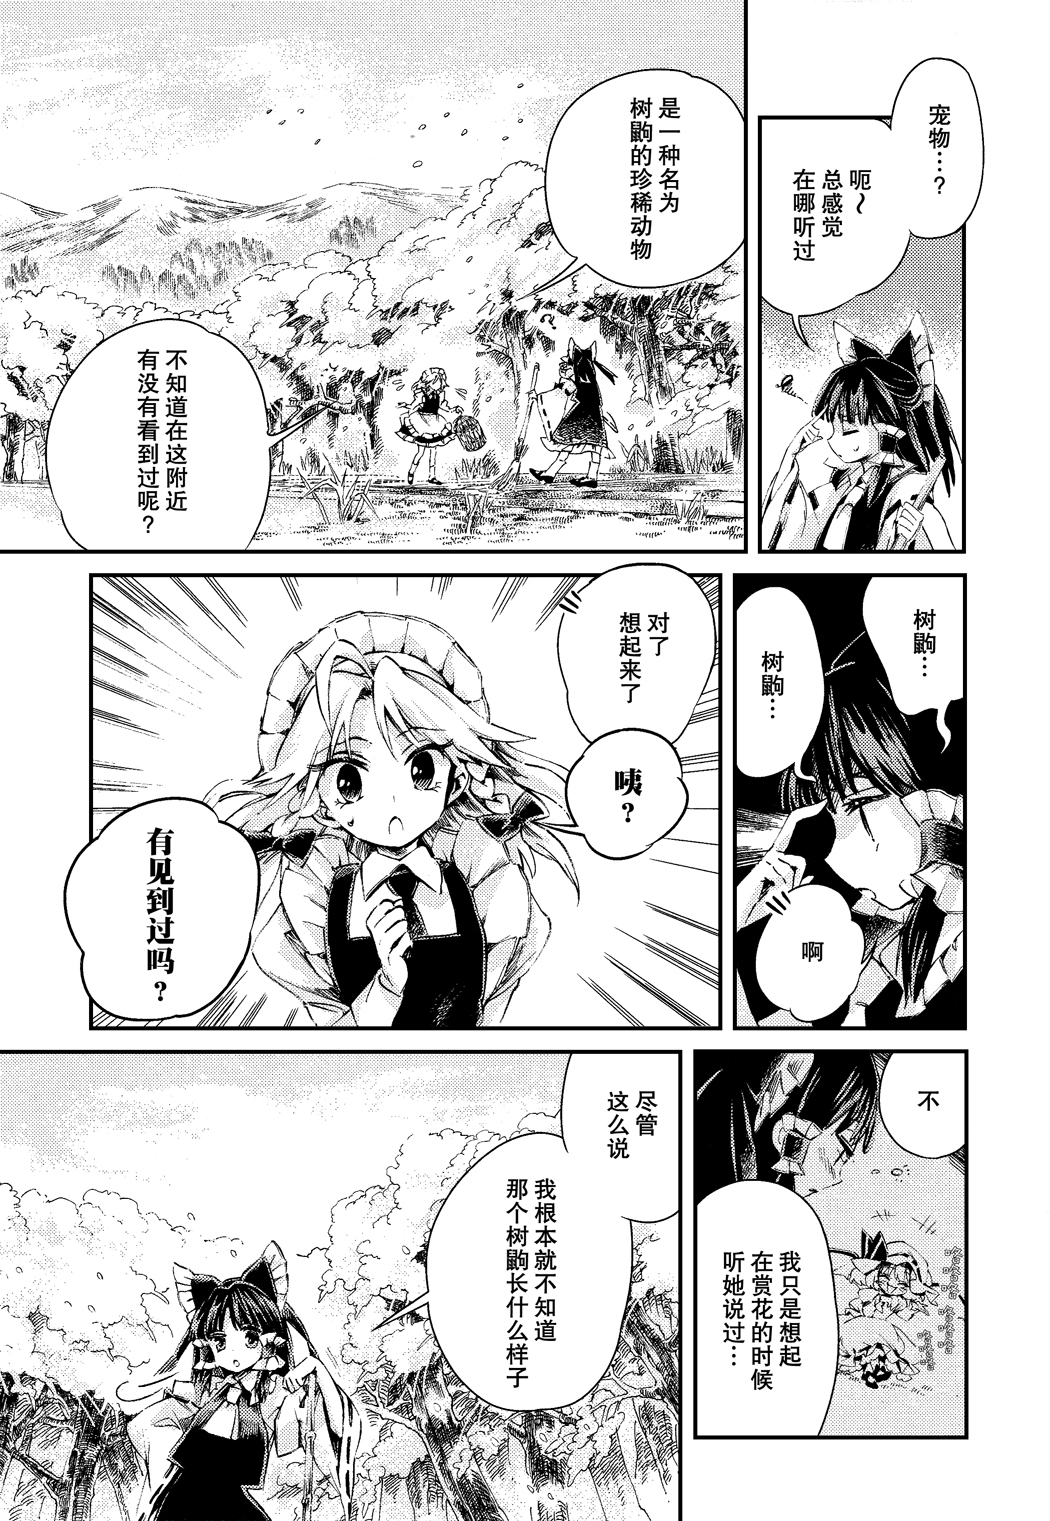 宠物…？
呃～
总感觉
在哪听过
是一种名为
树鼩的珍稀动物
不知道在这附近
有没有看到过呢？
树鼩…
树鼩…
啊
对了
想起来了
咦？
有见到过吗？
不
我只是想起
在赏花的时候
听她说过…
尽管
这么说
我根本就不知道
那个树鼩长什么样子